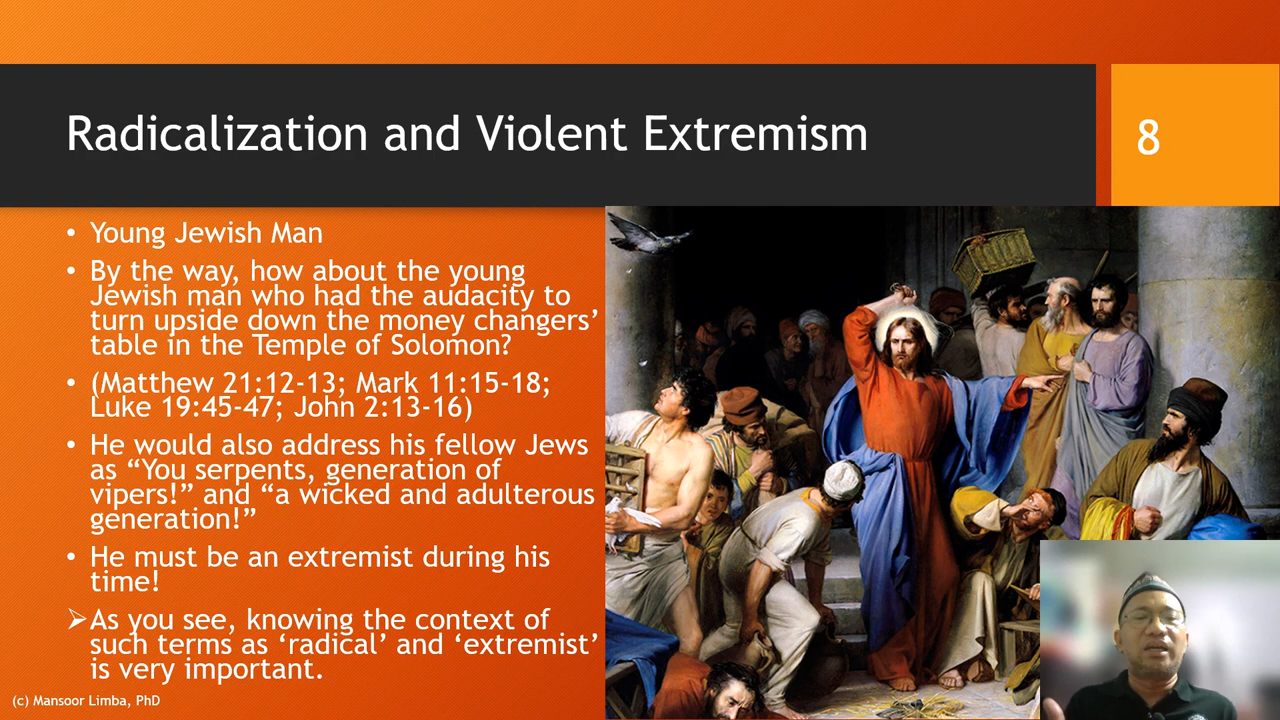 Radicalization and Violent Extremism
8
• Young Jewish Man
• By the way, how about the young
Jewish man who had the audacity to
turn upside down the money changers’
table in the Temple of Solomon?
• (Matthew 21:12-13; Mark 11:15-18;
Luke 19:45-47; John 2:13-16)
• He would also address his fellow Jews
as “You serpents, generation of
vipers!” and “a wicked and adulterous
generation!”
• He must be an extremist during his
time!
➢As you see, knowing the context of
such terms as ‘radical’ and ‘extremist’
is very important.
(c) Mansoor Limba, PhD